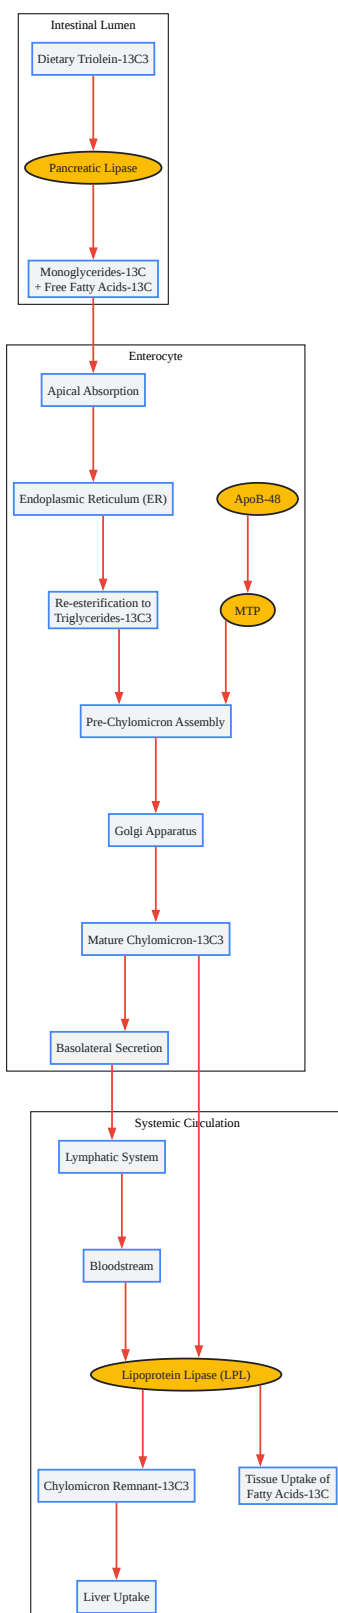 Intestinal Lumen
Dietary Triolein-13C3
Pancreatic Lipase
Monoglycerides-13C
+ Free Fatty Acids-13C
Enterocyte
Apical Absorption
Endoplasmic Reticulum (ER)
ApoB-48
Re-esterification to
Triglycerides-13C3
MTP
Pre-Chylomicron Assembly
Golgi Apparatus
Mature Chylomicron-13C3
Basolateral Secretion
Systemic Circulation
Lymphatic System
Bloodstream
Lipoprotein Lipase (LPL)
Chylomicron Remnant-13C3
Tissue Uptake of
Fatty Acids-13C
Liver Uptake